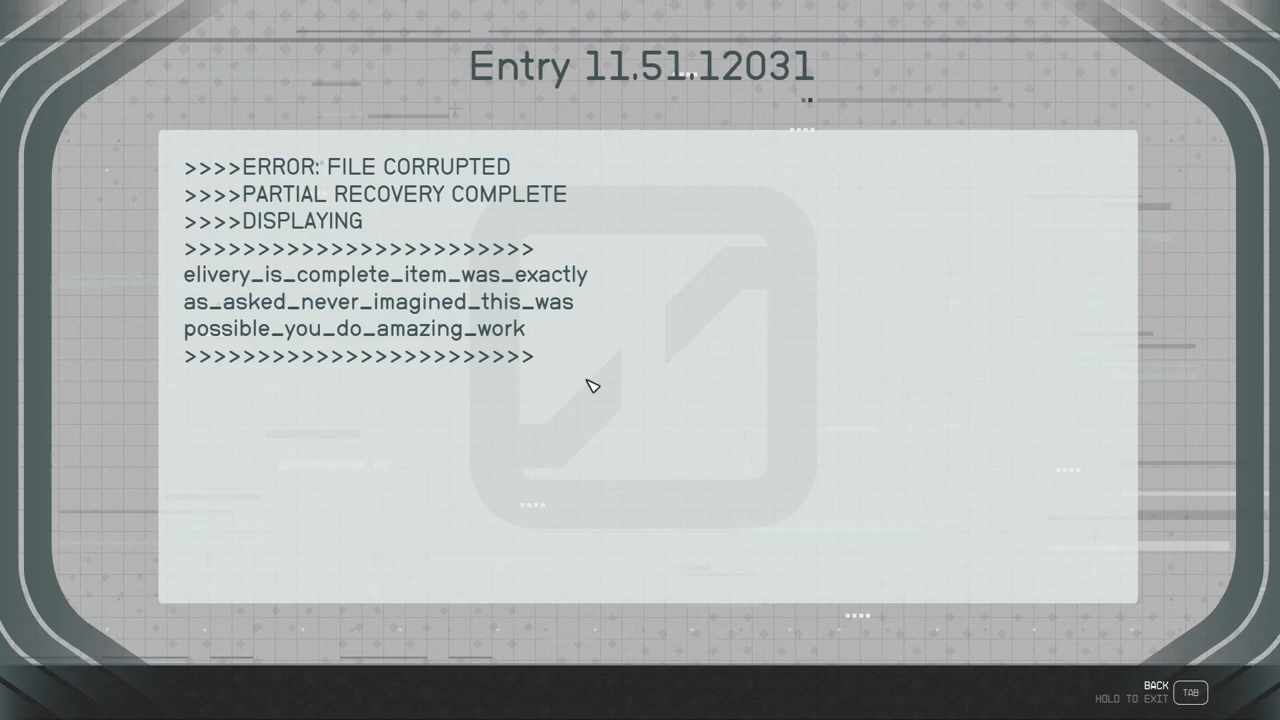 Entry 11.51.12031
>>>>ERROR: FILE CORRUPTED
>>>>PARTIAL RECOVERY COMPLETE
>>>>DISPLAYING
>>>>>>>>>>>>>>>>>>>>>>>>
elivery_is_complete_item_was_exactly
as_asked_never_imagined_this_was
possible_you_do_amazing_work
>>>>>>>>>>>>>>>>>>>>>>>>
BACK
HOLD TO EXIT TAB